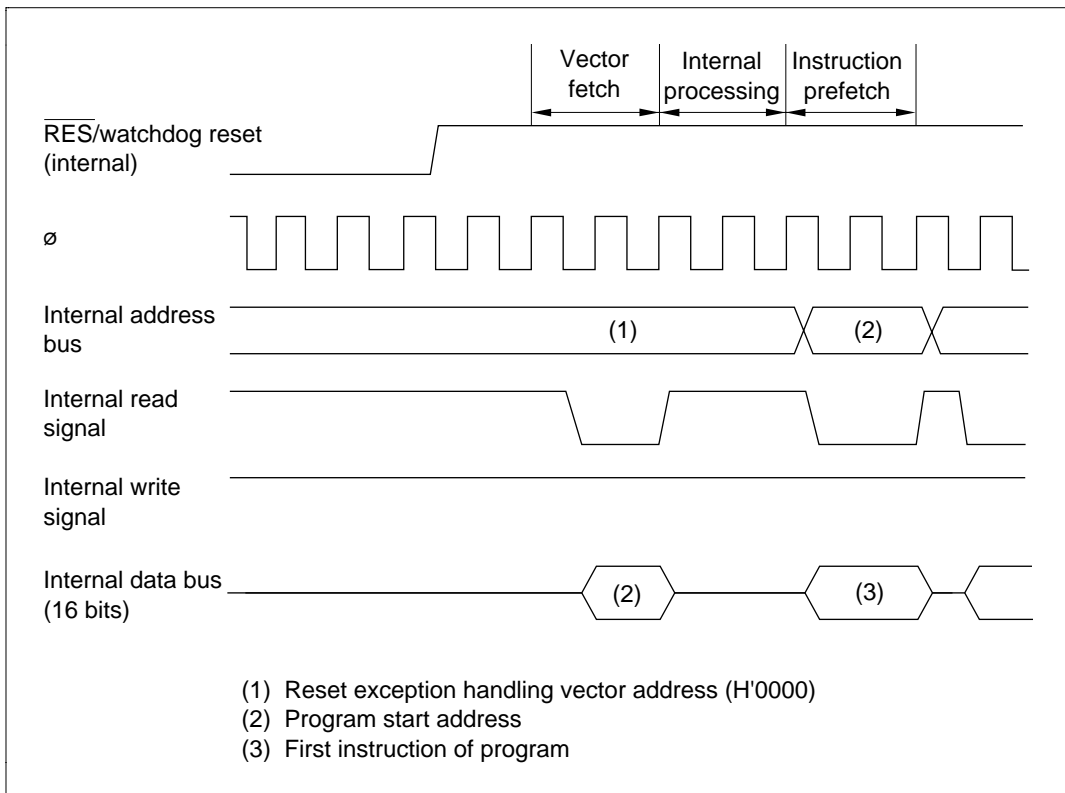 Vector
fetch
Internal
processing
Instruction
prefetch
RES/watchdog reset
(internal)
ø
Internal address
bus
(1)
(2)
Internal read
signal
Internal write
signal
Internal data bus
(16 bits)
(2)
(3)
(1) Reset exception handling vector address (H'0000)
(2) Program start address
(3) First instruction of program